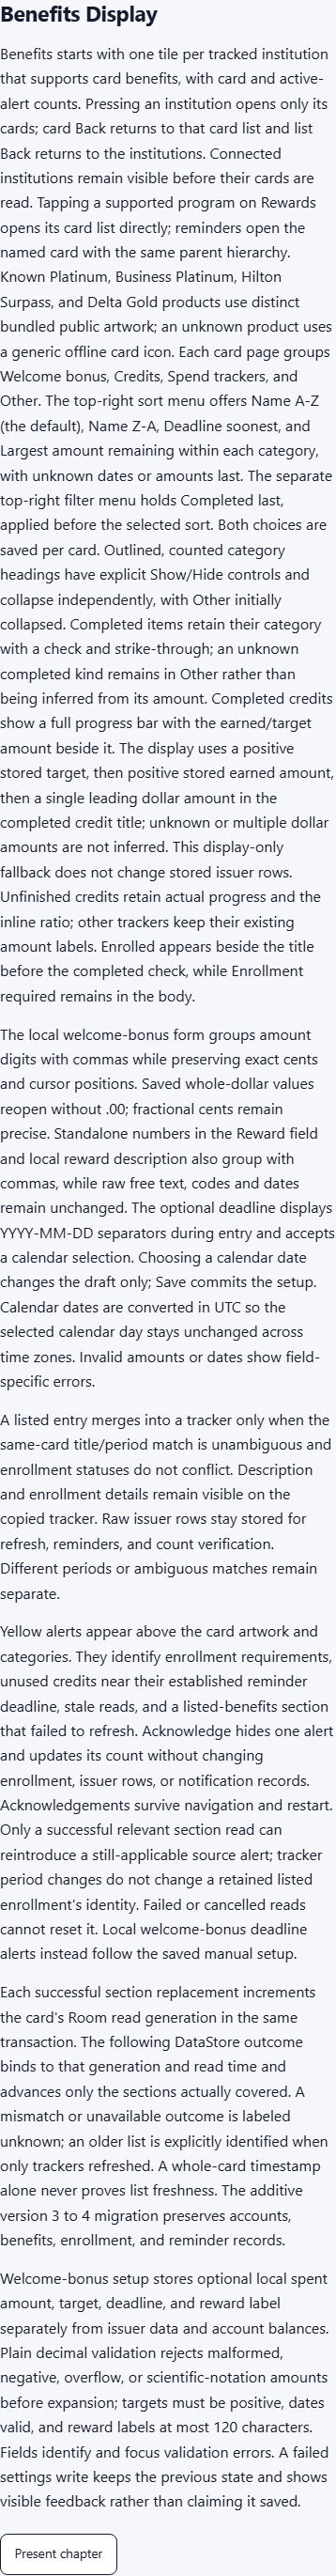 Benefits Display
Benefits starts with one tile per tracked institution
that supports card benefits, with card and active-
alert counts. Pressing an institution opens only its
cards; card Back returns to that card list and list
Back returns to the institutions. Connected
institutions remain visible before their cards are
read. Tapping a supported program on Rewards
opens its card list directly; reminders open the
named card with the same parent hierarchy.
Known Platinum, Business Platinum, Hilton
Surpass, and Delta Gold products use distinct
bundled public artwork; an unknown product uses
a generic offline card icon. Each card page groups
Welcome bonus, Credits, Spend trackers, and
Other. The top-right sort menu offers Name A-Z
(the default), Name Z-A, Deadline soonest, and
Largest amount remaining within each category,
with unknown dates or amounts last. The separate
top-right filter menu holds Completed last,
applied before the selected sort. Both choices are
saved per card. Outlined, counted category
headings have explicit Show/Hide controls and
collapse independently, with Other initially
collapsed. Completed items retain their category
with a check and strike-through; an unknown
completed kind remains in Other rather than
being inferred from its amount. Completed credits
show a full progress bar with the earned/target
amount beside it. The display uses a positive
stored target, then positive stored earned amount,
then a single leading dollar amount in the
completed credit title; unknown or multiple dollar
amounts are not inferred. This display-only
fallback does not change stored issuer rows.
Unfinished credits retain actual progress and the
inline ratio; other trackers keep their existing
amount labels. Enrolled appears beside the title
before the completed check, while Enrollment
required remains in the body.
The local welcome-bonus form groups amount
digits with commas while preserving exact cents
and cursor positions. Saved whole-dollar values
reopen without .00; fractional cents remain
precise. Standalone numbers in the Reward field
and local reward description also group with
commas, while raw free text, codes and dates
remain unchanged. The optional deadline displays
YYYY-MM-DD separators during entry and accepts
a calendar selection. Choosing a calendar date
changes the draft only; Save commits the setup.
Calendar dates are converted in UTC so the
selected calendar day stays unchanged across
time zones. Invalid amounts or dates show field-
specific errors.
A listed entry merges into a tracker only when the
same-card title/period match is unambiguous and
enrollment statuses do not conflict. Description
and enrollment details remain visible on the
copied tracker. Raw issuer rows stay stored for
refresh, reminders, and count verification.
Different periods or ambiguous matches remain
separate.
Yellow alerts appear above the card artwork and
categories. They identify enrollment requirements,
unused credits near their established reminder
deadline, stale reads, and a listed-benefits section
that failed to refresh. Acknowledge hides one alert
and updates its count without changing
enrollment, issuer rows, or notification records.
Acknowledgements survive navigation and restart.
Only a successful relevant section read can
reintroduce a still-applicable source alert; tracker
period changes do not change a retained listed
enrollment's identity. Failed or cancelled reads
cannot reset it. Local welcome-bonus deadline
alerts instead follow the saved manual setup.
Each successful section replacement increments
the card's Room read generation in the same
transaction. The following DataStore outcome
binds to that generation and read time and
advances only the sections actually covered. A
mismatch or unavailable outcome is labeled
unknown; an older list is explicitly identified when
only trackers refreshed. A whole-card timestamp
alone never proves list freshness. The additive
version 3 to 4 migration preserves accounts,
benefits, enrollment, and reminder records.
Welcome-bonus setup stores optional local spent
amount, target, deadline, and reward label
separately from issuer data and account balances.
Plain decimal validation rejects malformed,
negative, overflow, or scientific-notation amounts
before expansion; targets must be positive, dates
valid, and reward labels at most 120 characters.
Fields identify and focus validation errors. A failed
settings write keeps the previous state and shows
visible feedback rather than claiming it saved.
Present chapter